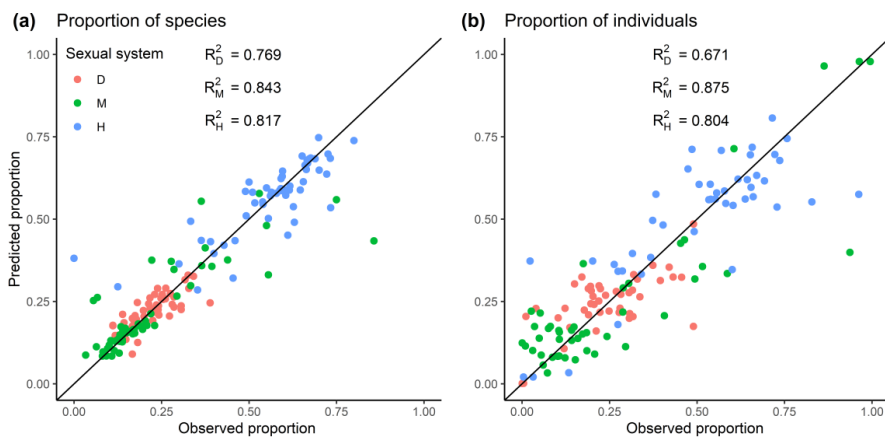 (a) Proportion of species
Sexual system
D
M
H
R²D = 0.769
R²M = 0.843
R²H = 0.817
1.00
0.75
0.50
0.25
0.00
Predicted proportion
0.00 0.25 0.50 0.75 1.00
Observed proportion
(b) Proportion of individuals
R²D = 0.671
R²M = 0.875
R²H = 0.804
1.00
0.75
0.50
0.25
0.00
0.00 0.25 0.50 0.75 1.00
Observed proportion